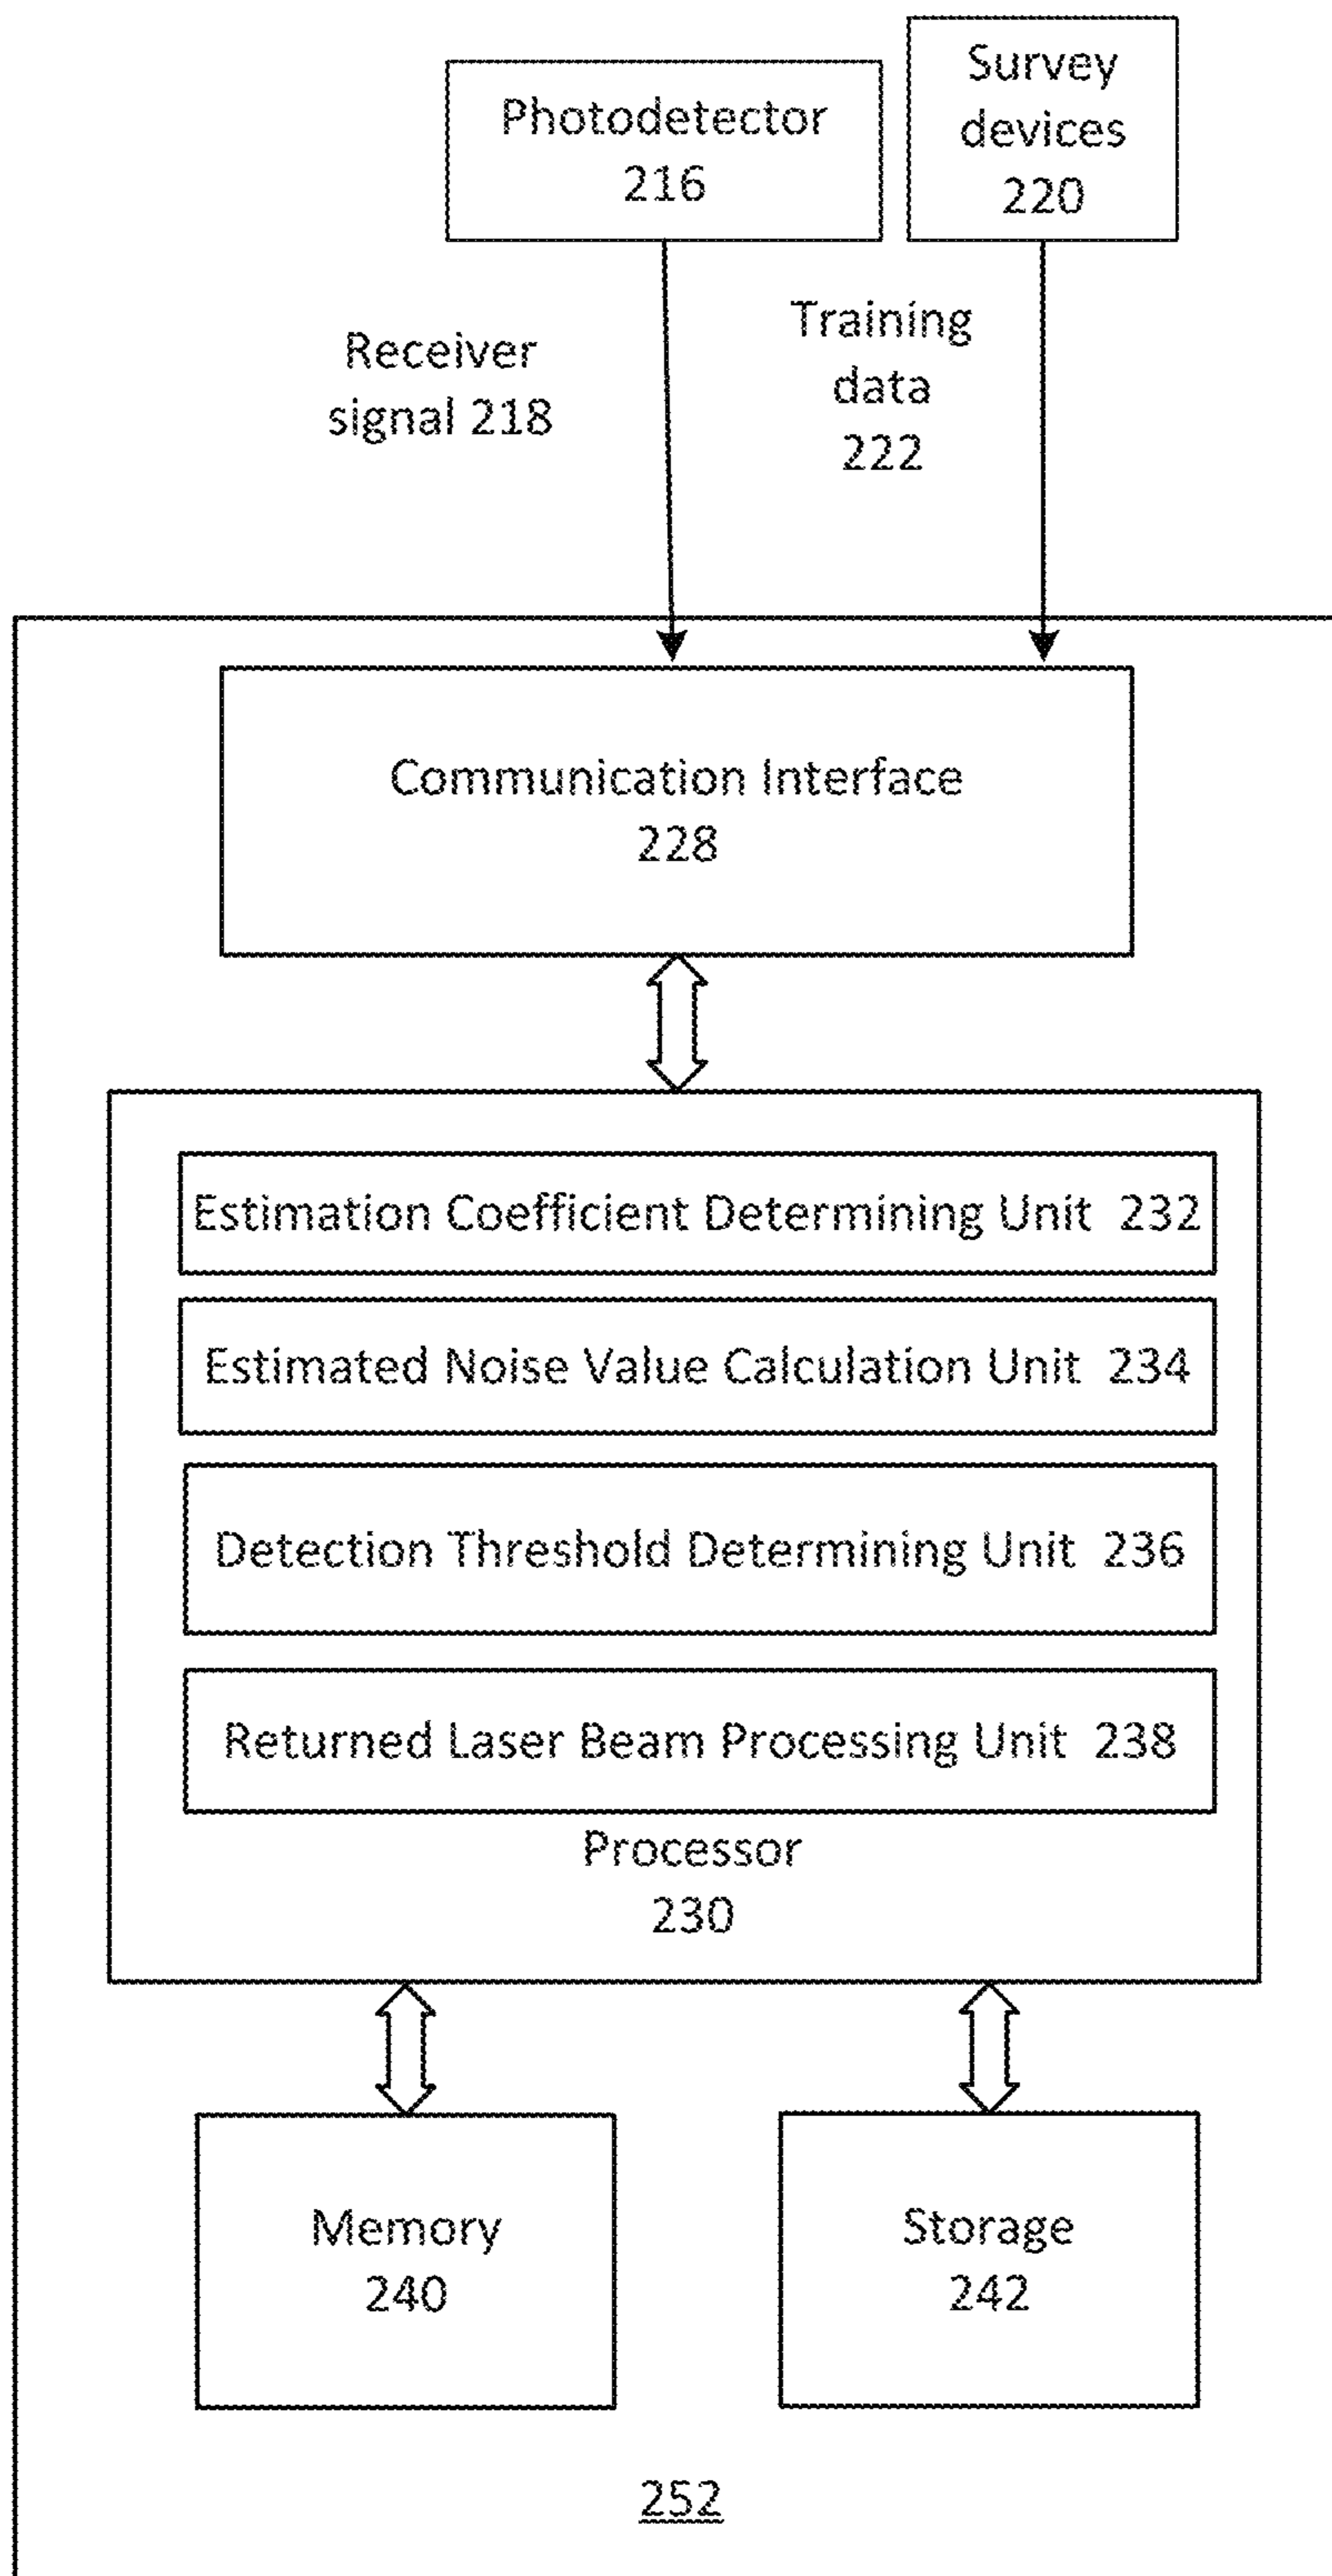 Photodetector
216
Survey
devices
220
Receiver
signal 218
Training
data
222
Communication Interface
228
Estimation Coefficient Determining Unit 232
Estimated Noise Value Calculation Unit 234
Detection Threshold Determining Unit 236
Returned Laser Beam Processing Unit 238
Processor
230
Memory
240
Storage
242
252